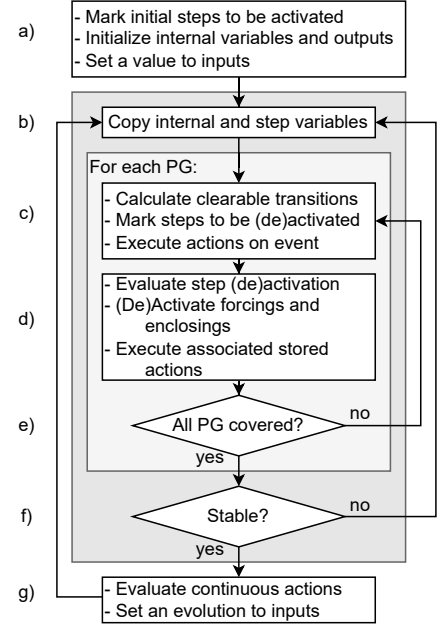 a)
- Mark initial steps to be activated
- Initialize internal variables and outputs
- Set a value to inputs
b)
Copy internal and step variables
For each PG:
c)
- Calculate clearable transitions
- Mark steps to be (de)activated
- Execute actions on event
d)
- Evaluate step (de)activation
- (De)Activate forcings and
enclosings
- Execute associated stored
actions
e)
All PG covered?
no
yes
f)
Stable?
no
yes
g)
- Evaluate continuous actions
- Set an evolution to inputs